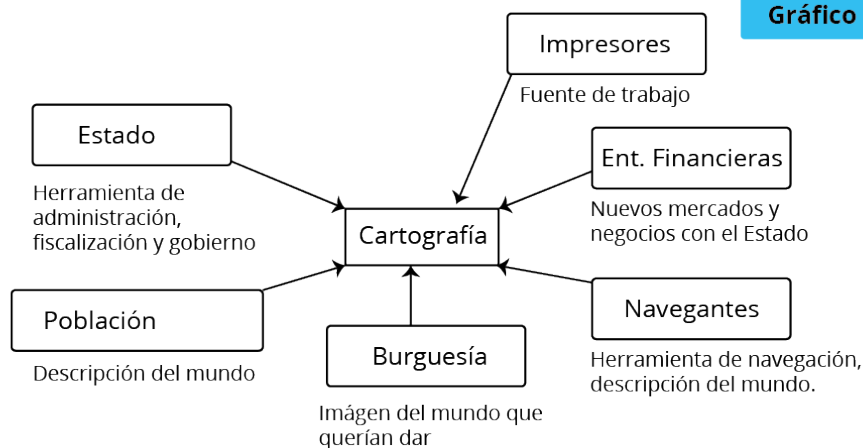 Gráfico
Impresores
Fuente de trabajo
Estado
Herramienta de
administración,
fiscalización y gobierno
Ent. Financieras
Nuevos mercados y
negocios con el Estado
Cartografía
Población
Descripción del mundo
Burguesía
Imágen del mundo que
querían dar
Navegantes
Herramienta de navegación,
descripción del mundo.